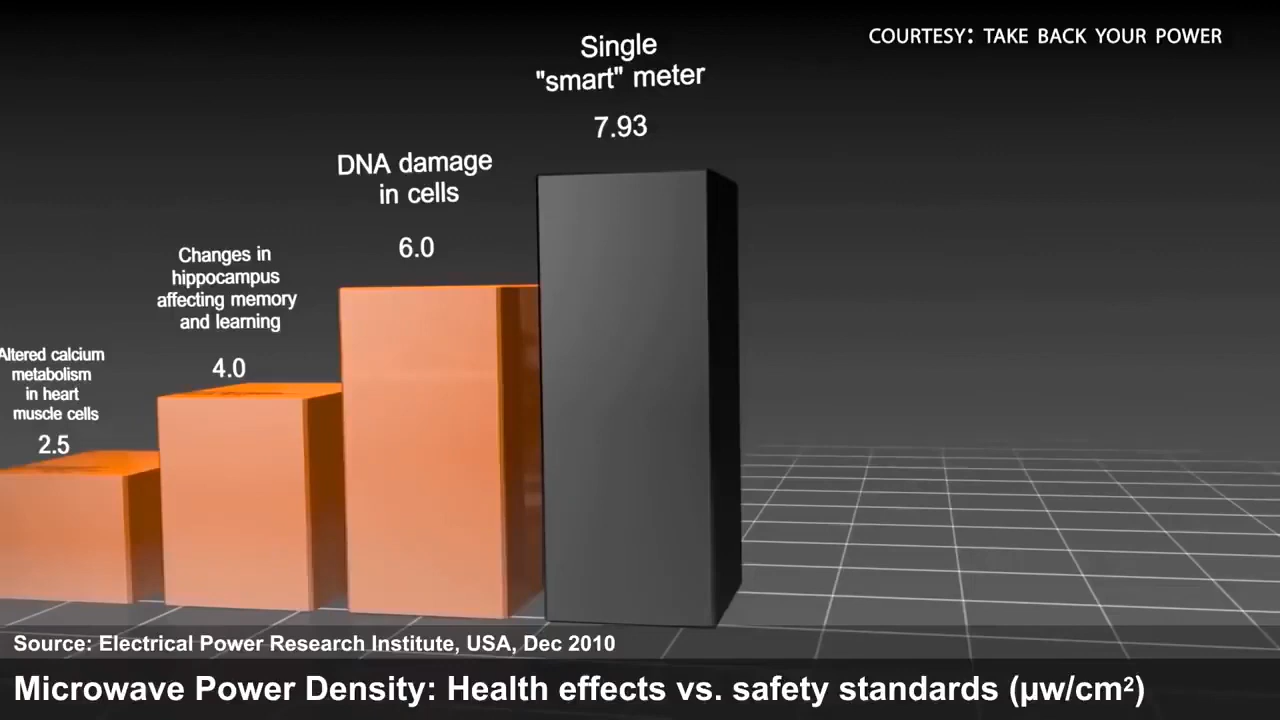 COURTESY: TAKE BACK YOUR POWER
Single
"smart" meter
7.93
DNA damage
in cells
6.0
Changes in
hippocampus
affecting memory
and learning
4.0
Altered calcium
metabolism
in heart
muscle cells
2.5
Source: Electrical Power Research Institute, USA, Dec 2010
Microwave Power Density: Health effects vs. safety standards (µw/cm²)